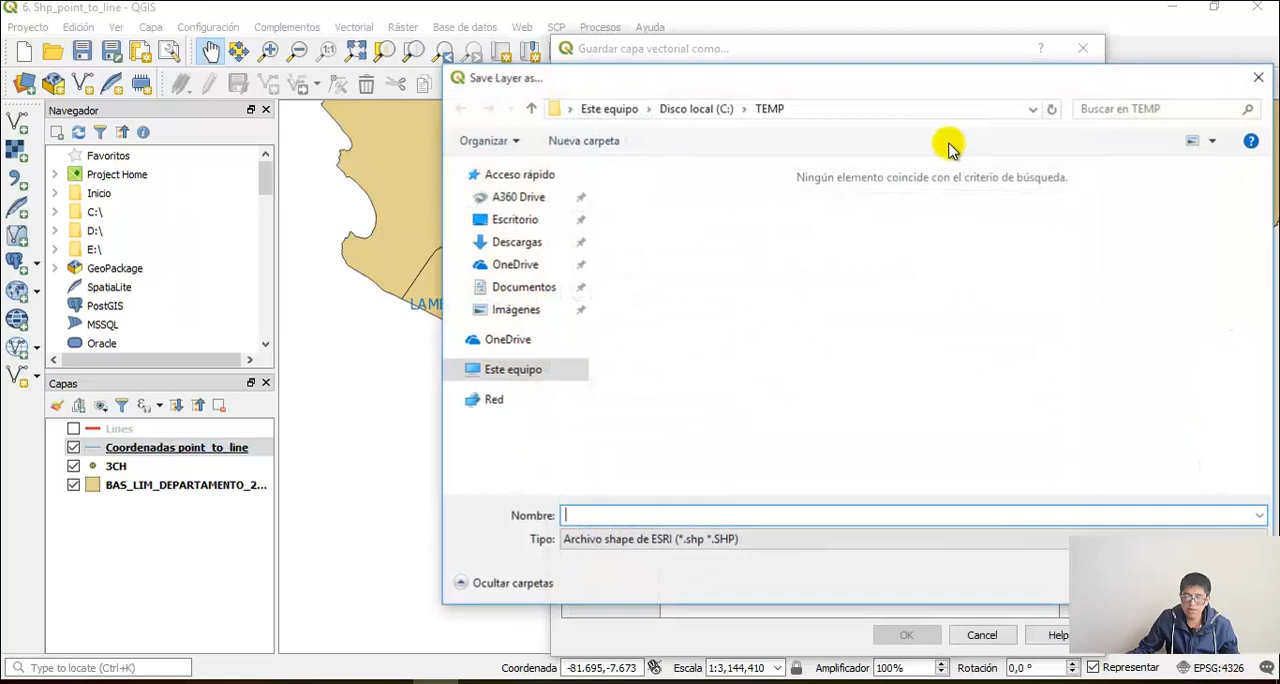 6. Shp_point_to_line - QGIS
Proyecto Edición Ver Capa Configuración Complementos Vectorial Ráster Base de datos Web SCP Procesos Ayuda
Guardar capa vectorial como...
Save Layer as...
Navegador
Este equipo Disco local (C:) TEMP
Buscar en TEMP
Organizar
Nueva carpeta
Favoritos
Project Home
Inicio
C:\
D:\
E:\
GeoPackage
SpatiaLite
PostGIS
MSSQL
Oracle
Acceso rápido
A360 Drive
Escritorio
Descargas
OneDrive
Documentos
Imágenes
OneDrive
Este equipo
Red
Ningún elemento coincide con el criterio de búsqueda.
LAMB
Capas
Lines
Coordenadas point_to_line
3CH
BAS_LIM_DEPARTAMENTO_2...
Nombre:
Tipo: Archivo shape de ESRI (*.shp *.SHP)
Ocultar carpetas
OK Cancel Help
Type to locate (Ctrl+K)
Coordenada -81.695,-7.673 Escala 1:3,144,410 Amplificador 100% Rotación 0,0 ° Representar EPSG:4326